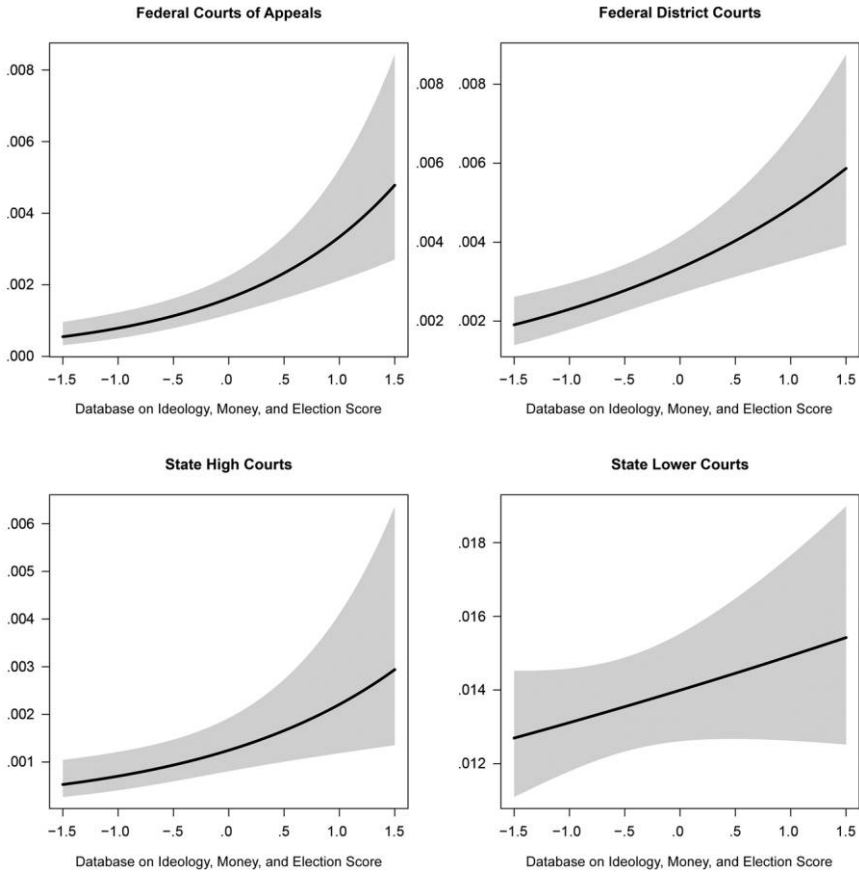 Federal Courts of Appeals
.008
.006
.004
.002
.000
−1.5 −1.0 −.5 .0 .5 1.0 1.5
Database on Ideology, Money, and Election Score
Federal District Courts
.008
.006
.004
.002
−1.5 −1.0 −.5 .0 .5 1.0 1.5
Database on Ideology, Money, and Election Score
State High Courts
.006
.005
.004
.003
.002
.001
−1.5 −1.0 −.5 .0 .5 1.0 1.5
Database on Ideology, Money, and Election Score
State Lower Courts
.018
.016
.014
.012
−1.5 −1.0 −.5 .0 .5 1.0 1.5
Database on Ideology, Money, and Election Score